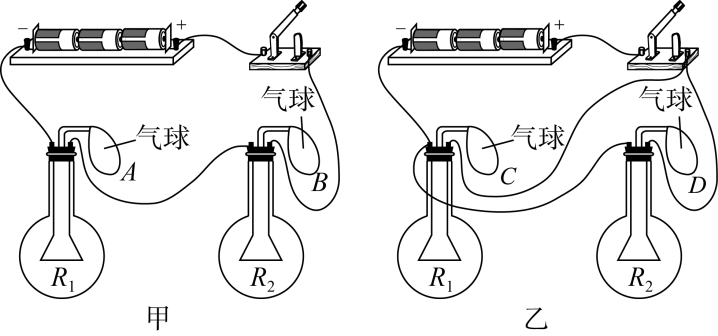 − +
− +
气球 气球 气球 气球
A B C D
R₁ R₂ R₁ R₂
甲 乙